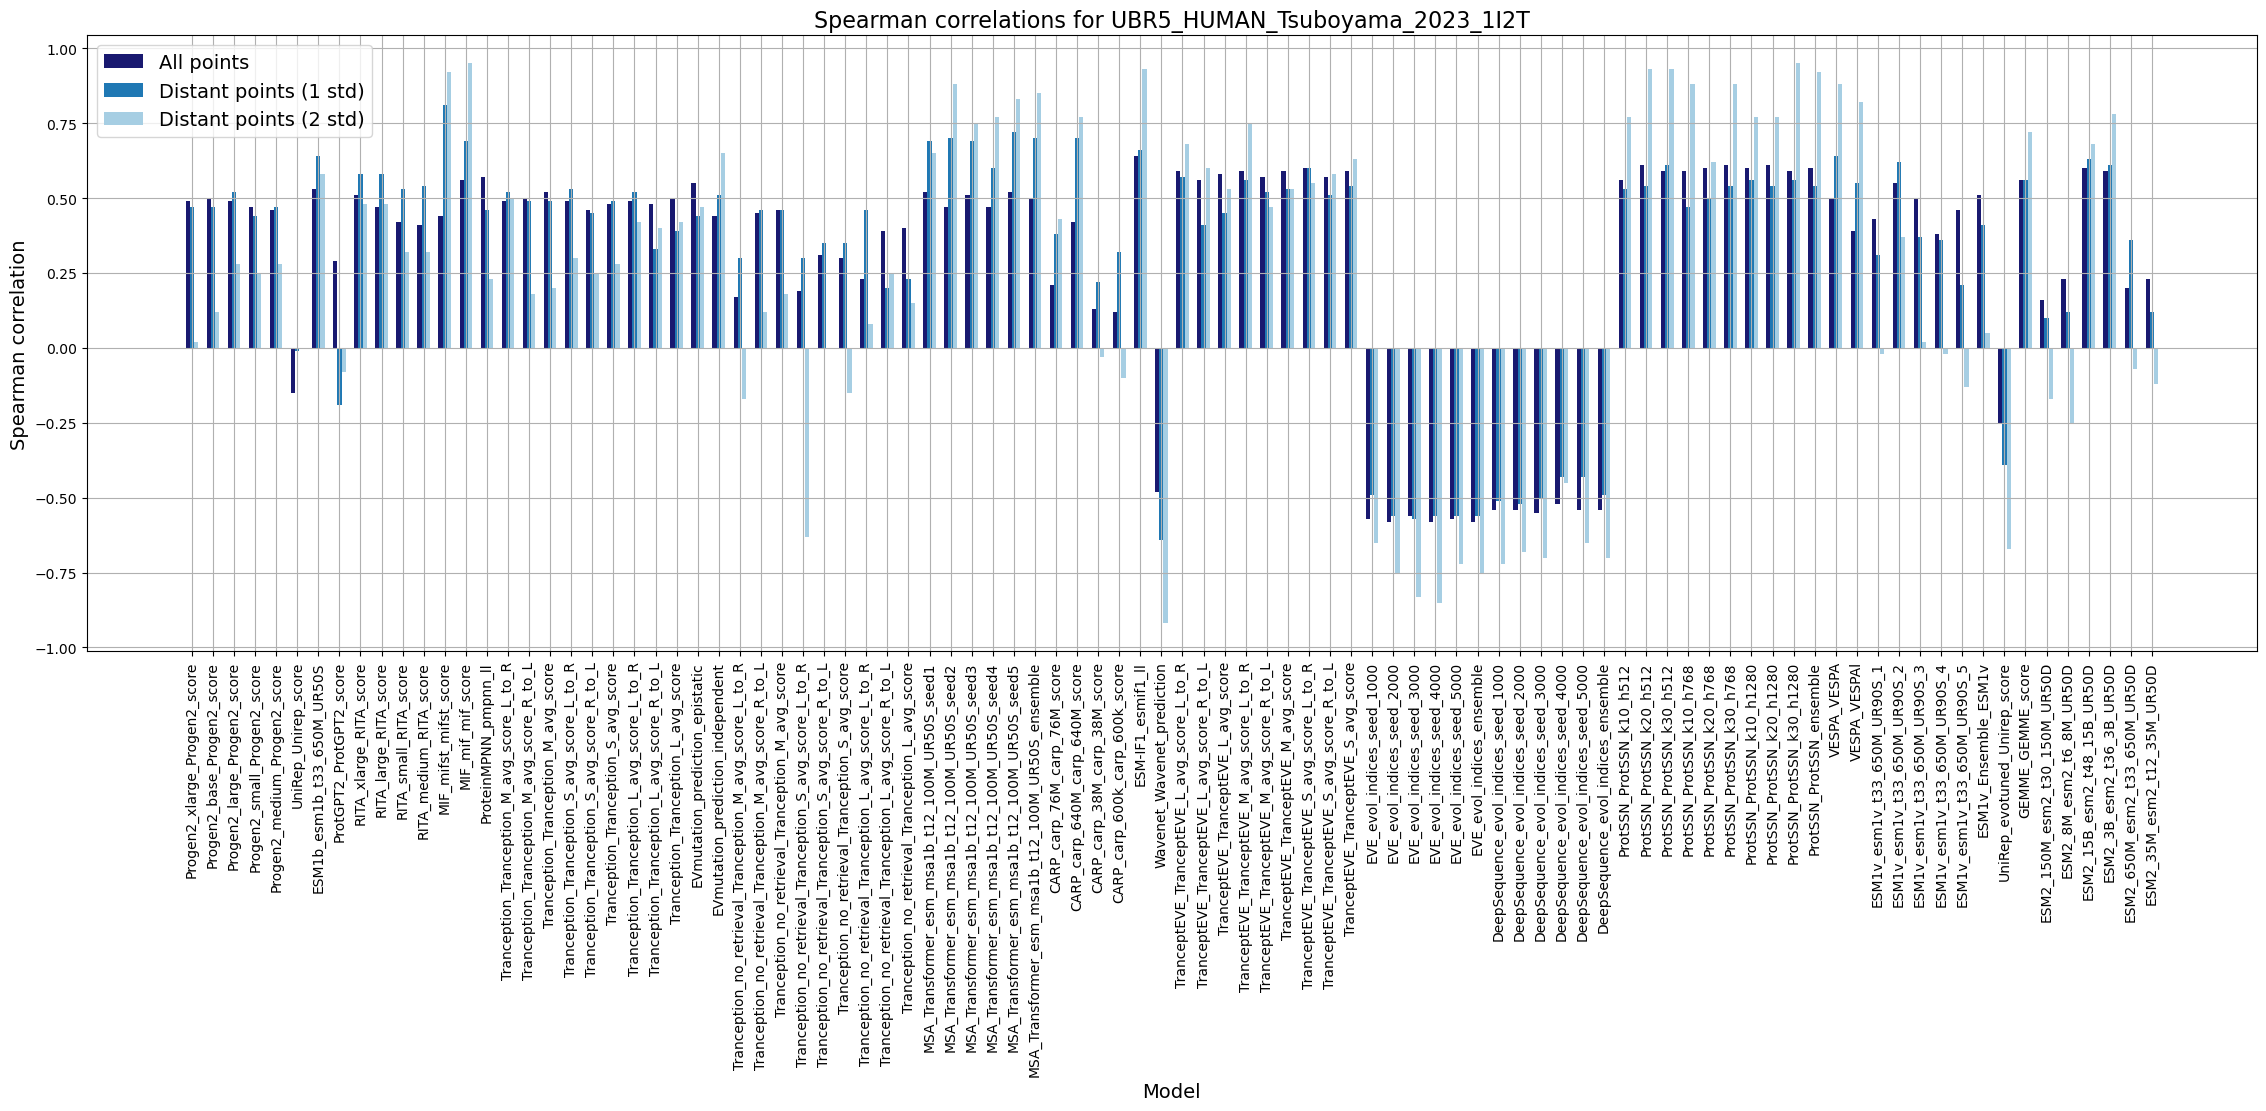 Spearman correlations for UBR5_HUMAN_Tsuboyama_2023_1I2T
All points
Distant points (1 std)
Distant points (2 std)
Spearman correlation
1.00
0.75
0.50
0.25
0.00
−0.25
−0.50
−0.75
−1.00
Progen2_xlarge_Progen2_score
Progen2_base_Progen2_score
Progen2_large_Progen2_score
Progen2_small_Progen2_score
Progen2_medium_Progen2_score
UniRep_Unirep_score
ESM1b_esm1b_t33_650M_UR50S
ProtGPT2_ProtGPT2_score
RITA_xlarge_RITA_score
RITA_large_RITA_score
RITA_small_RITA_score
RITA_medium_RITA_score
MIF_mifst_mifst_score
MIF_mif_mif_score
ProteinMPNN_pmpnn_ll
Tranception_Tranception_M_avg_score_L_to_R
Tranception_Tranception_M_avg_score_R_to_L
Tranception_Tranception_M_avg_score
Tranception_Tranception_S_avg_score_L_to_R
Tranception_Tranception_S_avg_score_R_to_L
Tranception_Tranception_S_avg_score
Tranception_Tranception_L_avg_score_L_to_R
Tranception_Tranception_L_avg_score_R_to_L
Tranception_Tranception_L_avg_score
EVmutation_prediction_epistatic
EVmutation_prediction_independent
Tranception_no_retrieval_Tranception_M_avg_score_L_to_R
Tranception_no_retrieval_Tranception_M_avg_score_R_to_L
Tranception_no_retrieval_Tranception_M_avg_score
Tranception_no_retrieval_Tranception_S_avg_score_L_to_R
Tranception_no_retrieval_Tranception_S_avg_score_R_to_L
Tranception_no_retrieval_Tranception_S_avg_score
Tranception_no_retrieval_Tranception_L_avg_score_L_to_R
Tranception_no_retrieval_Tranception_L_avg_score_R_to_L
Tranception_no_retrieval_Tranception_L_avg_score
MSA_Transformer_esm_msa1b_t12_100M_UR50S_seed1
MSA_Transformer_esm_msa1b_t12_100M_UR50S_seed2
MSA_Transformer_esm_msa1b_t12_100M_UR50S_seed3
MSA_Transformer_esm_msa1b_t12_100M_UR50S_seed4
MSA_Transformer_esm_msa1b_t12_100M_UR50S_seed5
MSA_Transformer_esm_msa1b_t12_100M_UR50S_ensemble
CARP_carp_76M_carp_76M_score
CARP_carp_640M_carp_640M_score
CARP_carp_38M_carp_38M_score
CARP_carp_600k_carp_600k_score
ESM-IF1_esmif1_ll
Wavenet_Wavenet_prediction
TranceptEVE_TranceptEVE_L_avg_score_L_to_R
TranceptEVE_TranceptEVE_L_avg_score_R_to_L
TranceptEVE_TranceptEVE_L_avg_score
TranceptEVE_TranceptEVE_M_avg_score_L_to_R
TranceptEVE_TranceptEVE_M_avg_score_R_to_L
TranceptEVE_TranceptEVE_M_avg_score
TranceptEVE_TranceptEVE_S_avg_score_L_to_R
TranceptEVE_TranceptEVE_S_avg_score_R_to_L
TranceptEVE_TranceptEVE_S_avg_score
EVE_evol_indices_seed_1000
EVE_evol_indices_seed_2000
EVE_evol_indices_seed_3000
EVE_evol_indices_seed_4000
EVE_evol_indices_seed_5000
EVE_evol_indices_ensemble
DeepSequence_evol_indices_seed_1000
DeepSequence_evol_indices_seed_2000
DeepSequence_evol_indices_seed_3000
DeepSequence_evol_indices_seed_4000
DeepSequence_evol_indices_seed_5000
DeepSequence_evol_indices_ensemble
ProtSSN_ProtSSN_k10_h512
ProtSSN_ProtSSN_k20_h512
ProtSSN_ProtSSN_k30_h512
ProtSSN_ProtSSN_k10_h768
ProtSSN_ProtSSN_k20_h768
ProtSSN_ProtSSN_k30_h768
ProtSSN_ProtSSN_k10_h1280
ProtSSN_ProtSSN_k20_h1280
ProtSSN_ProtSSN_k30_h1280
ProtSSN_ProtSSN_ensemble
VESPA_VESPA
VESPA_VESPAl
ESM1v_esm1v_t33_650M_UR90S_1
ESM1v_esm1v_t33_650M_UR90S_2
ESM1v_esm1v_t33_650M_UR90S_3
ESM1v_esm1v_t33_650M_UR90S_4
ESM1v_esm1v_t33_650M_UR90S_5
ESM1v_Ensemble_ESM1v
UniRep_evotuned_Unirep_score
GEMME_GEMME_score
ESM2_150M_esm2_t30_150M_UR50D
ESM2_8M_esm2_t6_8M_UR50D
ESM2_15B_esm2_t48_15B_UR50D
ESM2_3B_esm2_t36_3B_UR50D
ESM2_650M_esm2_t33_650M_UR50D
ESM2_35M_esm2_t12_35M_UR50D
Model